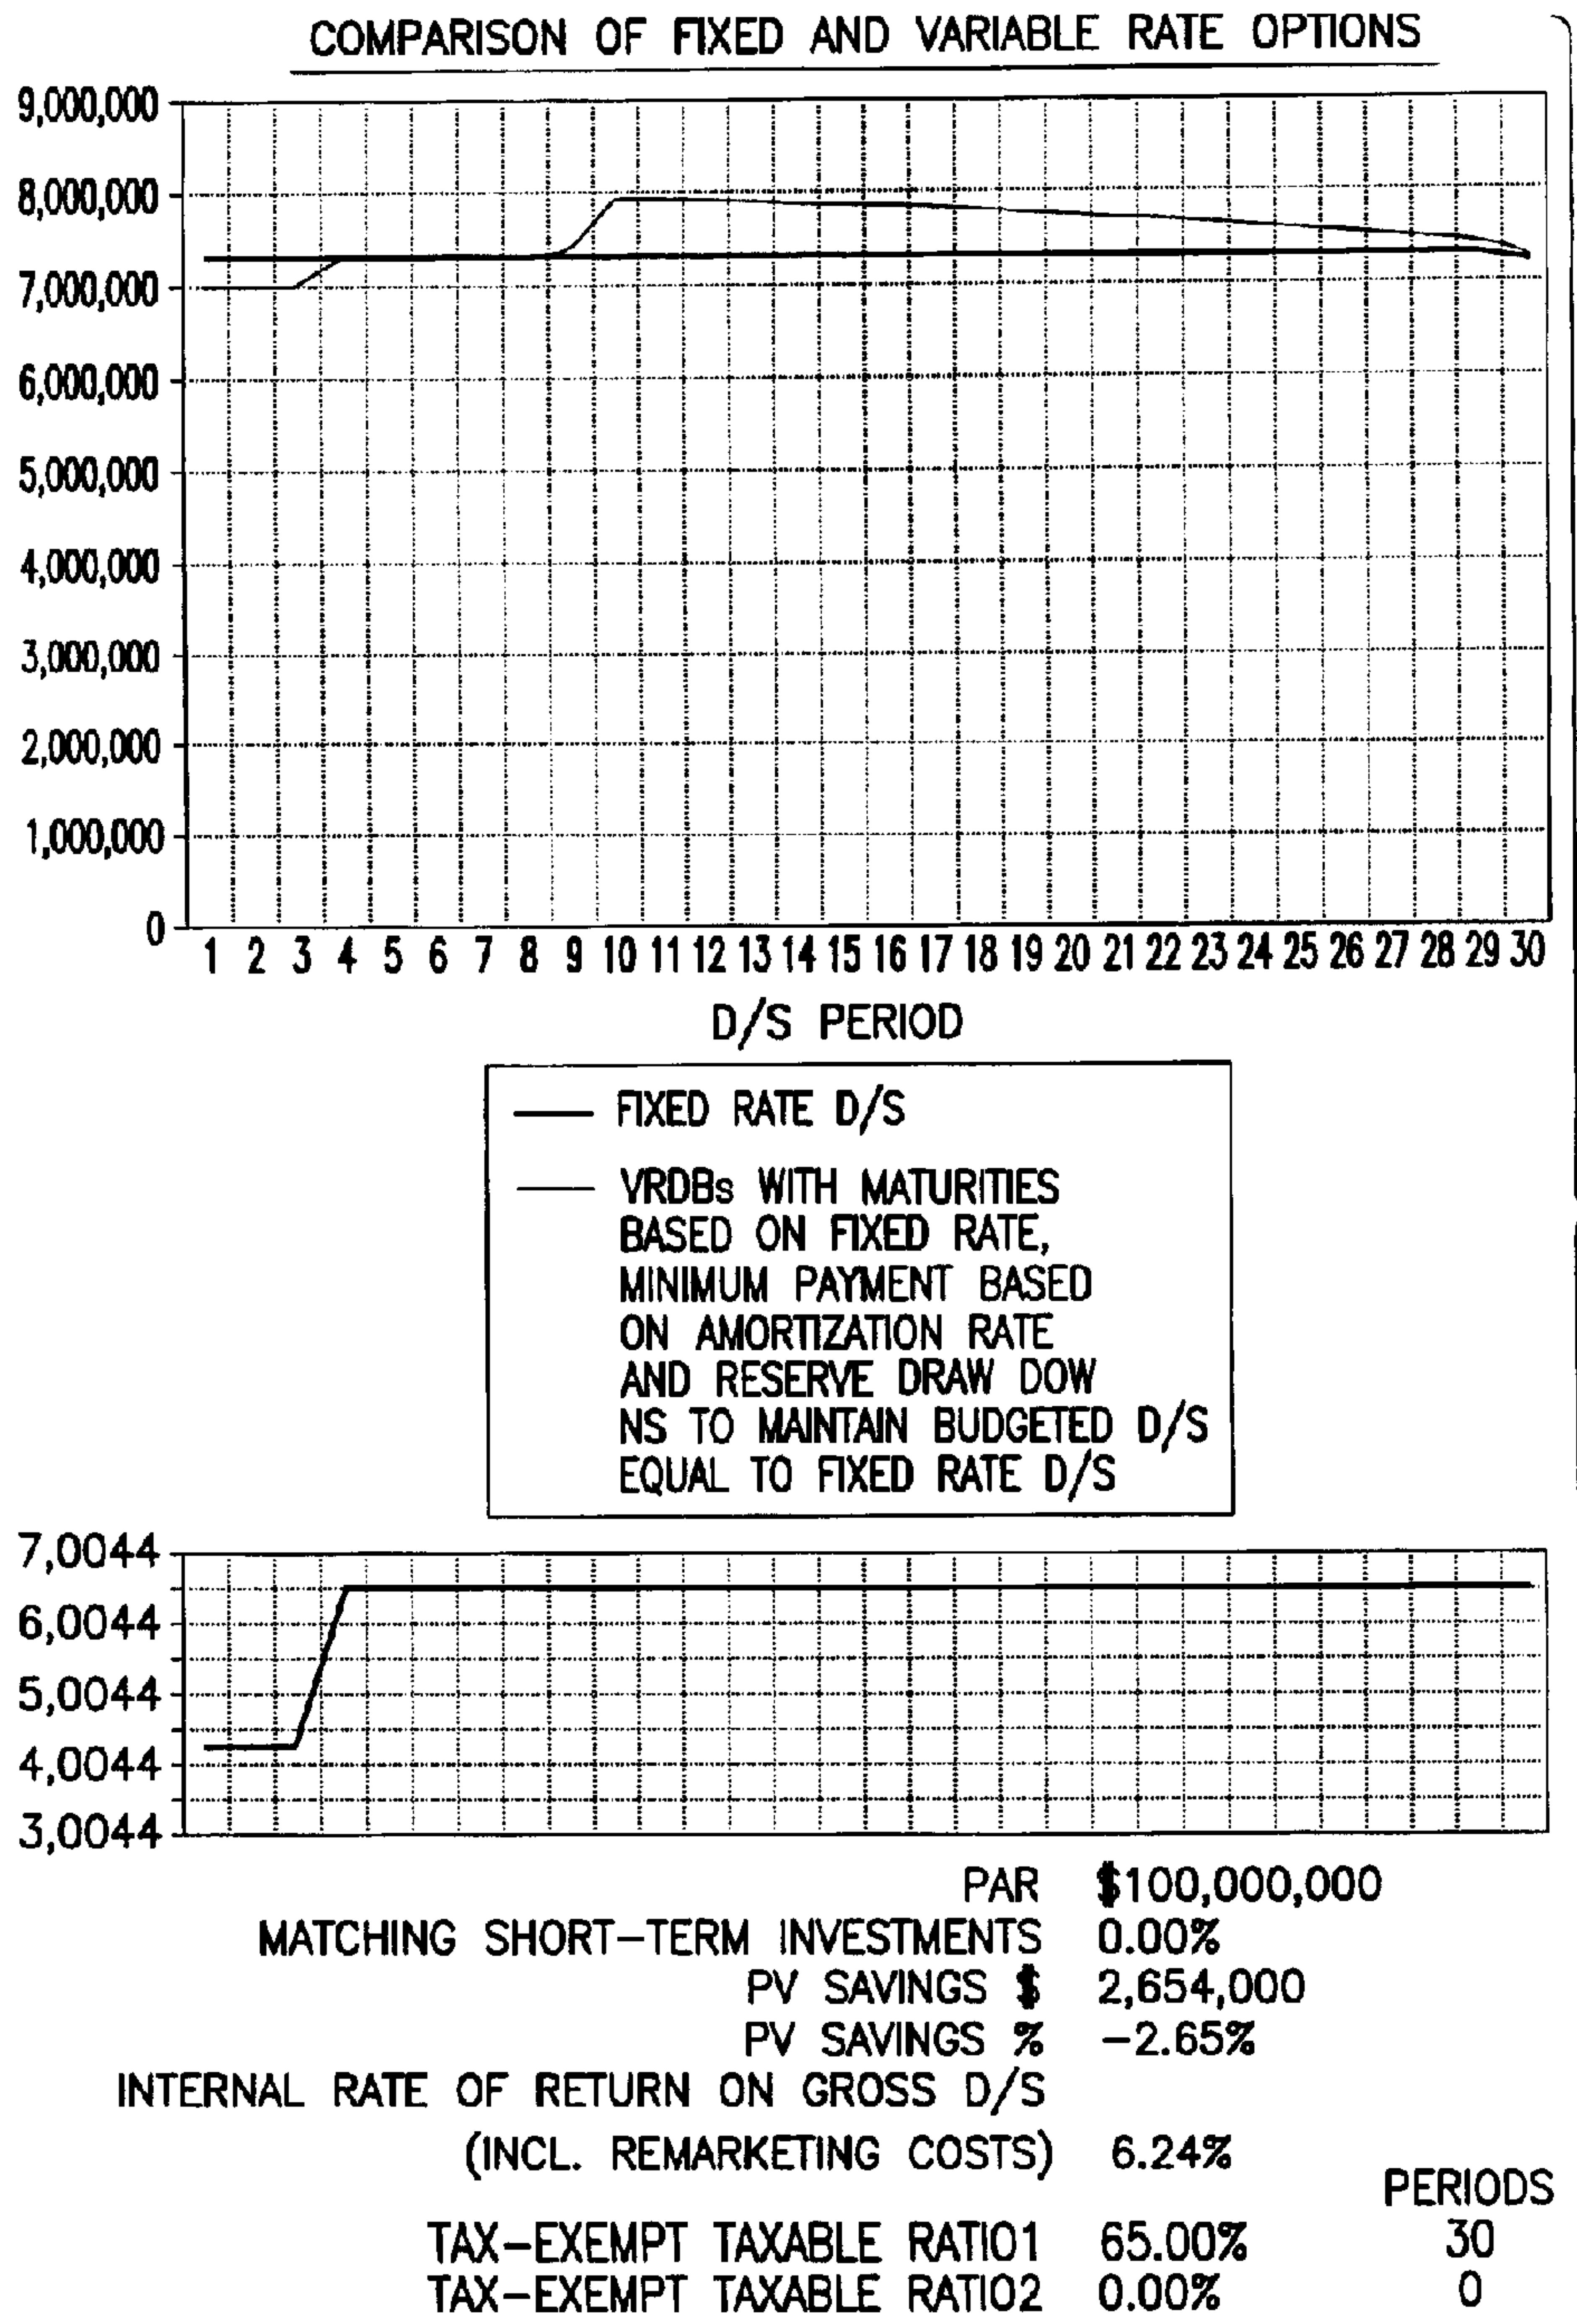 COMPARISON OF FIXED AND VARIABLE RATE OPTIONS
9,000,000
8,000,000
7,000,000
6,000,000
5,000,000
4,000,000
3,000,000
2,000,000
1,000,000
0
1 2 3 4 5 6 7 8 9 10 11 12 13 14 15 16 17 18 19 20 21 22 23 24 25 26 27 28 29 30
D/S PERIOD
FIXED RATE D/S
VRDBs WITH MATURITIES
BASED ON FIXED RATE,
MINIMUM PAYMENT BASED
ON AMORTIZATION RATE
AND RESERVE DRAW DOW
NS TO MAINTAIN BUDGETED D/S
EQUAL TO FIXED RATE D/S
7,0044
6,0044
5,0044
4,0044
3,0044
PAR $100,000,000
MATCHING SHORT-TERM INVESTMENTS 0.00%
PV SAVINGS $ 2,654,000
PV SAVINGS % -2.65%
INTERNAL RATE OF RETURN ON GROSS D/S
(INCL. REMARKETING COSTS) 6.24%
PERIODS
TAX-EXEMPT TAXABLE RATIO1 65.00% 30
TAX-EXEMPT TAXABLE RATIO2 0.00% 0